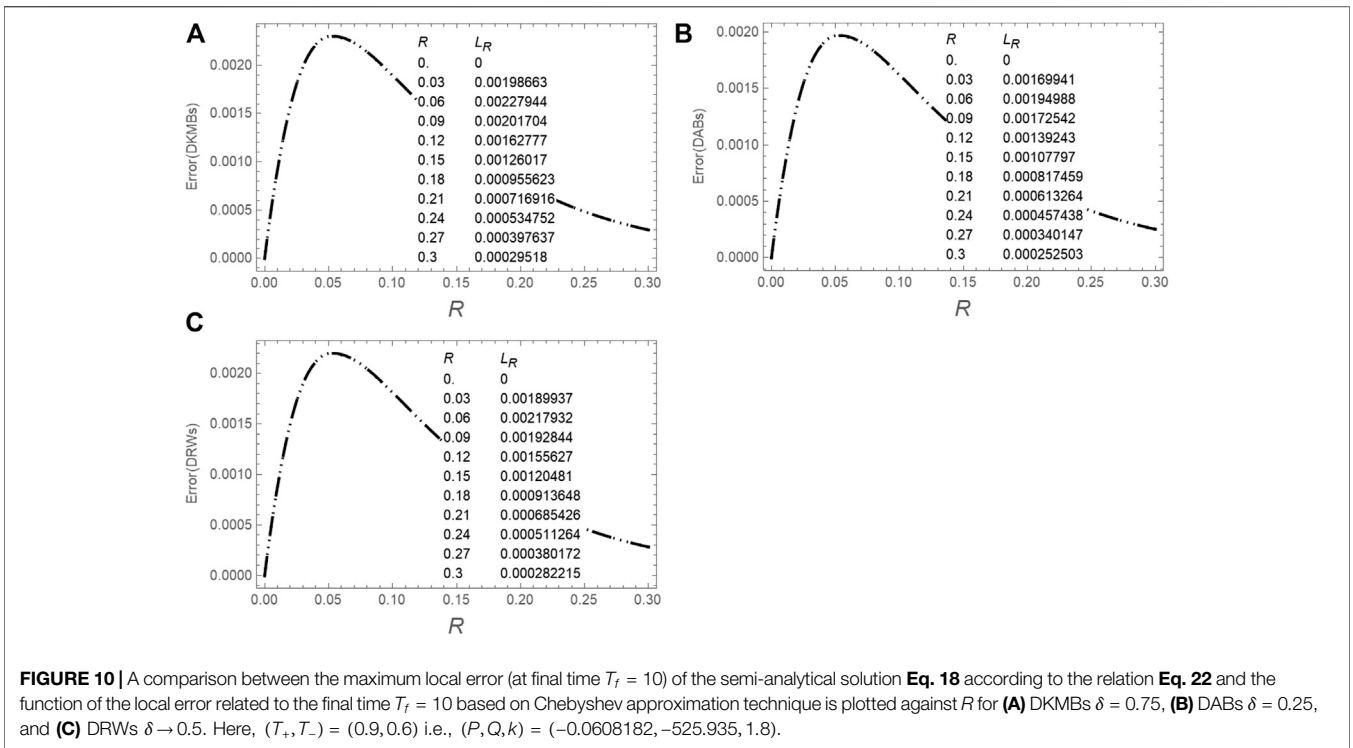 A
R L_R
0. 0
0.03 0.00198663
0.06 0.00227944
0.09 0.00201704
0.12 0.00162777
0.15 0.00126017
0.18 0.000955623
0.21 0.000716916
0.24 0.000534752
0.27 0.000397637
0.3 0.00029518
0.0020
0.0015
0.0010
0.0005
0.0000
Error(DKMBs)
0.00 0.05 0.10 0.15 0.20 0.25 0.30
R
B
R L_R
0. 0
0.03 0.00169941
0.06 0.00194988
0.09 0.00172542
0.12 0.00139243
0.15 0.00107797
0.18 0.000817459
0.21 0.000613264
0.24 0.000457438
0.27 0.000340147
0.3 0.000252503
0.0020
0.0015
0.0010
0.0005
0.0000
Error(DABs)
0.00 0.05 0.10 0.15 0.20 0.25 0.30
R
C
R L_R
0. 0
0.03 0.00189937
0.06 0.00217932
0.09 0.00192844
0.12 0.00155627
0.15 0.00120481
0.18 0.000913648
0.21 0.000685426
0.24 0.000511264
0.27 0.000380172
0.3 0.000282215
0.0020
0.0015
0.0010
0.0005
0.0000
Error(DRWs)
0.00 0.05 0.10 0.15 0.20 0.25 0.30
R
FIGURE 10 | A comparison between the maximum local error (at final time T_f = 10) of the semi-analytical solution Eq. 18 according to the relation Eq. 22 and the
function of the local error related to the final time T_f = 10 based on Chebyshev approximation technique is plotted against R for (A) DKMBs δ = 0.75, (B) DABs δ = 0.25,
and (C) DRWs δ → 0.5. Here, (T₊, T₋) = (0.9, 0.6) i.e., (P, Q, k) = (−0.0608182, −525.935, 1.8).